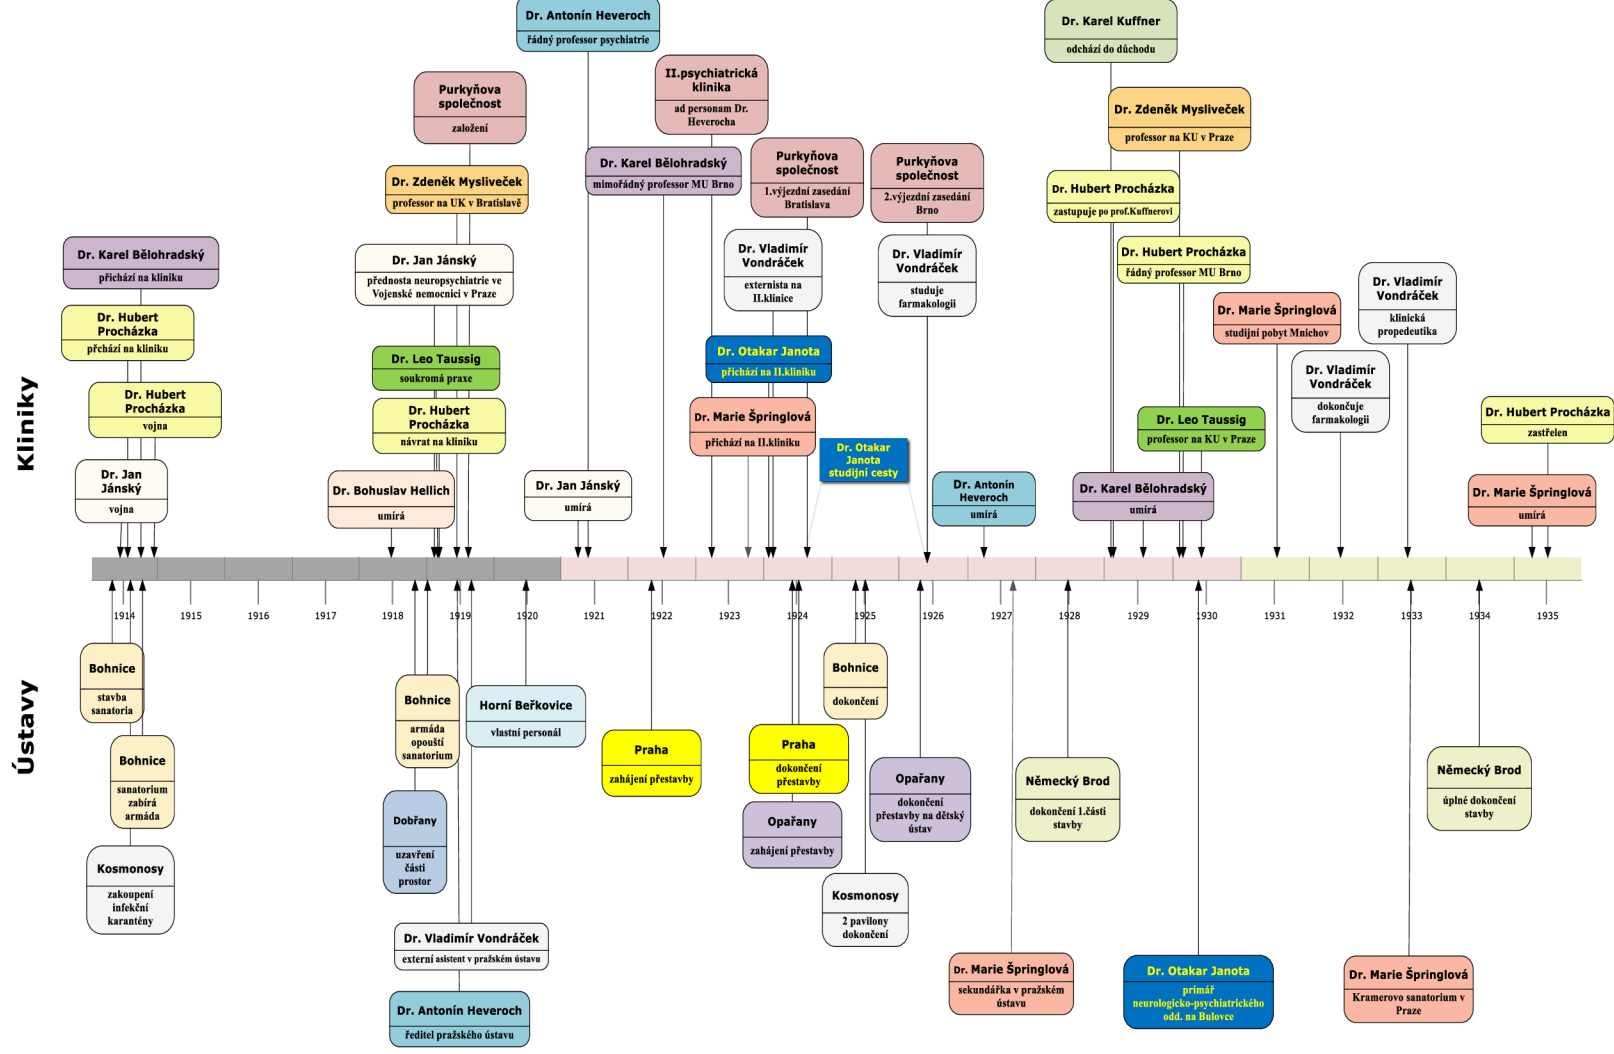 Kliniky
Dr. Antonín Heveroch
řádný professor psychiatrie
Dr. Karel Kuffner
odchází do důchodu
Purkyňova
společnost
založení
II.psychiatrická
klinika
ad personam Dr.
Heverocha
Dr. Zdeněk Mysliveček
professor na KU v Praze
Dr. Zdeněk Mysliveček
professor na UK v Bratislavě
Dr. Karel Bělohradský
mimořádný professor MU Brno
Purkyňova
společnost
1.výjezdní zasedání
Bratislava
Purkyňova
společnost
2.výjezdní zasedání
Brno
Dr. Hubert Procházka
zastupuje po prof.Kuffnerovi
Dr. Karel Bělohradský
přichází na kliniku
Dr. Jan Jánský
přednosta neuropsychiatrie ve
Vojenské nemocnici v Praze
Dr. Vladimír
Vondráček
externista na
II.klinice
Dr. Vladimír
Vondráček
studuje
farmakologii
Dr. Hubert Procházka
řádný professor MU Brno
Dr. Vladimír
Vondráček
klinická
propedeutika
Dr. Hubert
Procházka
přchází na kliniku
Dr. Leo Taussig
soukromá praxe
Dr. Otakar Janota
přichází na II.kliniku
Dr. Marie Špringlová
studijní pobyt Mnichov
Dr. Vladimír
Vondráček
dokončuje
farmakologii
Dr. Hubert
Procházka
vojna
Dr. Hubert
Procházka
návrat na kliniku
Dr. Marie Špringlová
přichází na II.kliniku
Dr. Otakar
Janota
studijní cesty
Dr. Leo Taussig
professor na KU v Praze
Dr. Hubert Procházka
zastřelen
Dr. Jan
Jánský
vojna
Dr. Bohuslav Hellich
umírá
Dr. Jan Jánský
umírá
Dr. Antonín
Heveroch
umírá
Dr. Karel Bělohradský
umírá
Dr. Marie Špringlová
umírá
1914 1915 1916 1917 1918 1919 1920 1921 1922 1923 1924 1925 1926 1927 1928 1929 1930 1931 1932 1933 1934 1935
Ústavy
Bohnice
stavba
sanatoria
Bohnice
armáda
opouští
sanatorium
Horní Beřkovice
vlastní personál
Bohnice
dokončení
Bohnice
sanatorium
zabírá
armáda
Praha
zahájení přestavby
Praha
dokončení
přestavby
Opařany
dokončení
přestavby na dětský
ústav
Německý Brod
dokončení 1.části
stavby
Německý Brod
úplné dokončení
stavby
Dobřany
uzavření
části
prostor
Opařany
zahájení přestavby
Kosmonosy
zakoupení
infekční
karantény
Kosmonosy
2 pavilony
dokončení
Dr. Vladimír Vondráček
externí asistent v pražském ústavu
Dr. Marie Špringlová
sekundářka v pražském
ústavu
Dr. Otakar Janota
primář
neurologicko-psychiatrického
odd. na Bulovce
Dr. Marie Špringlová
Kramerovo sanatorium v
Praze
Dr. Antonín Heveroch
ředitel pražského ústavu